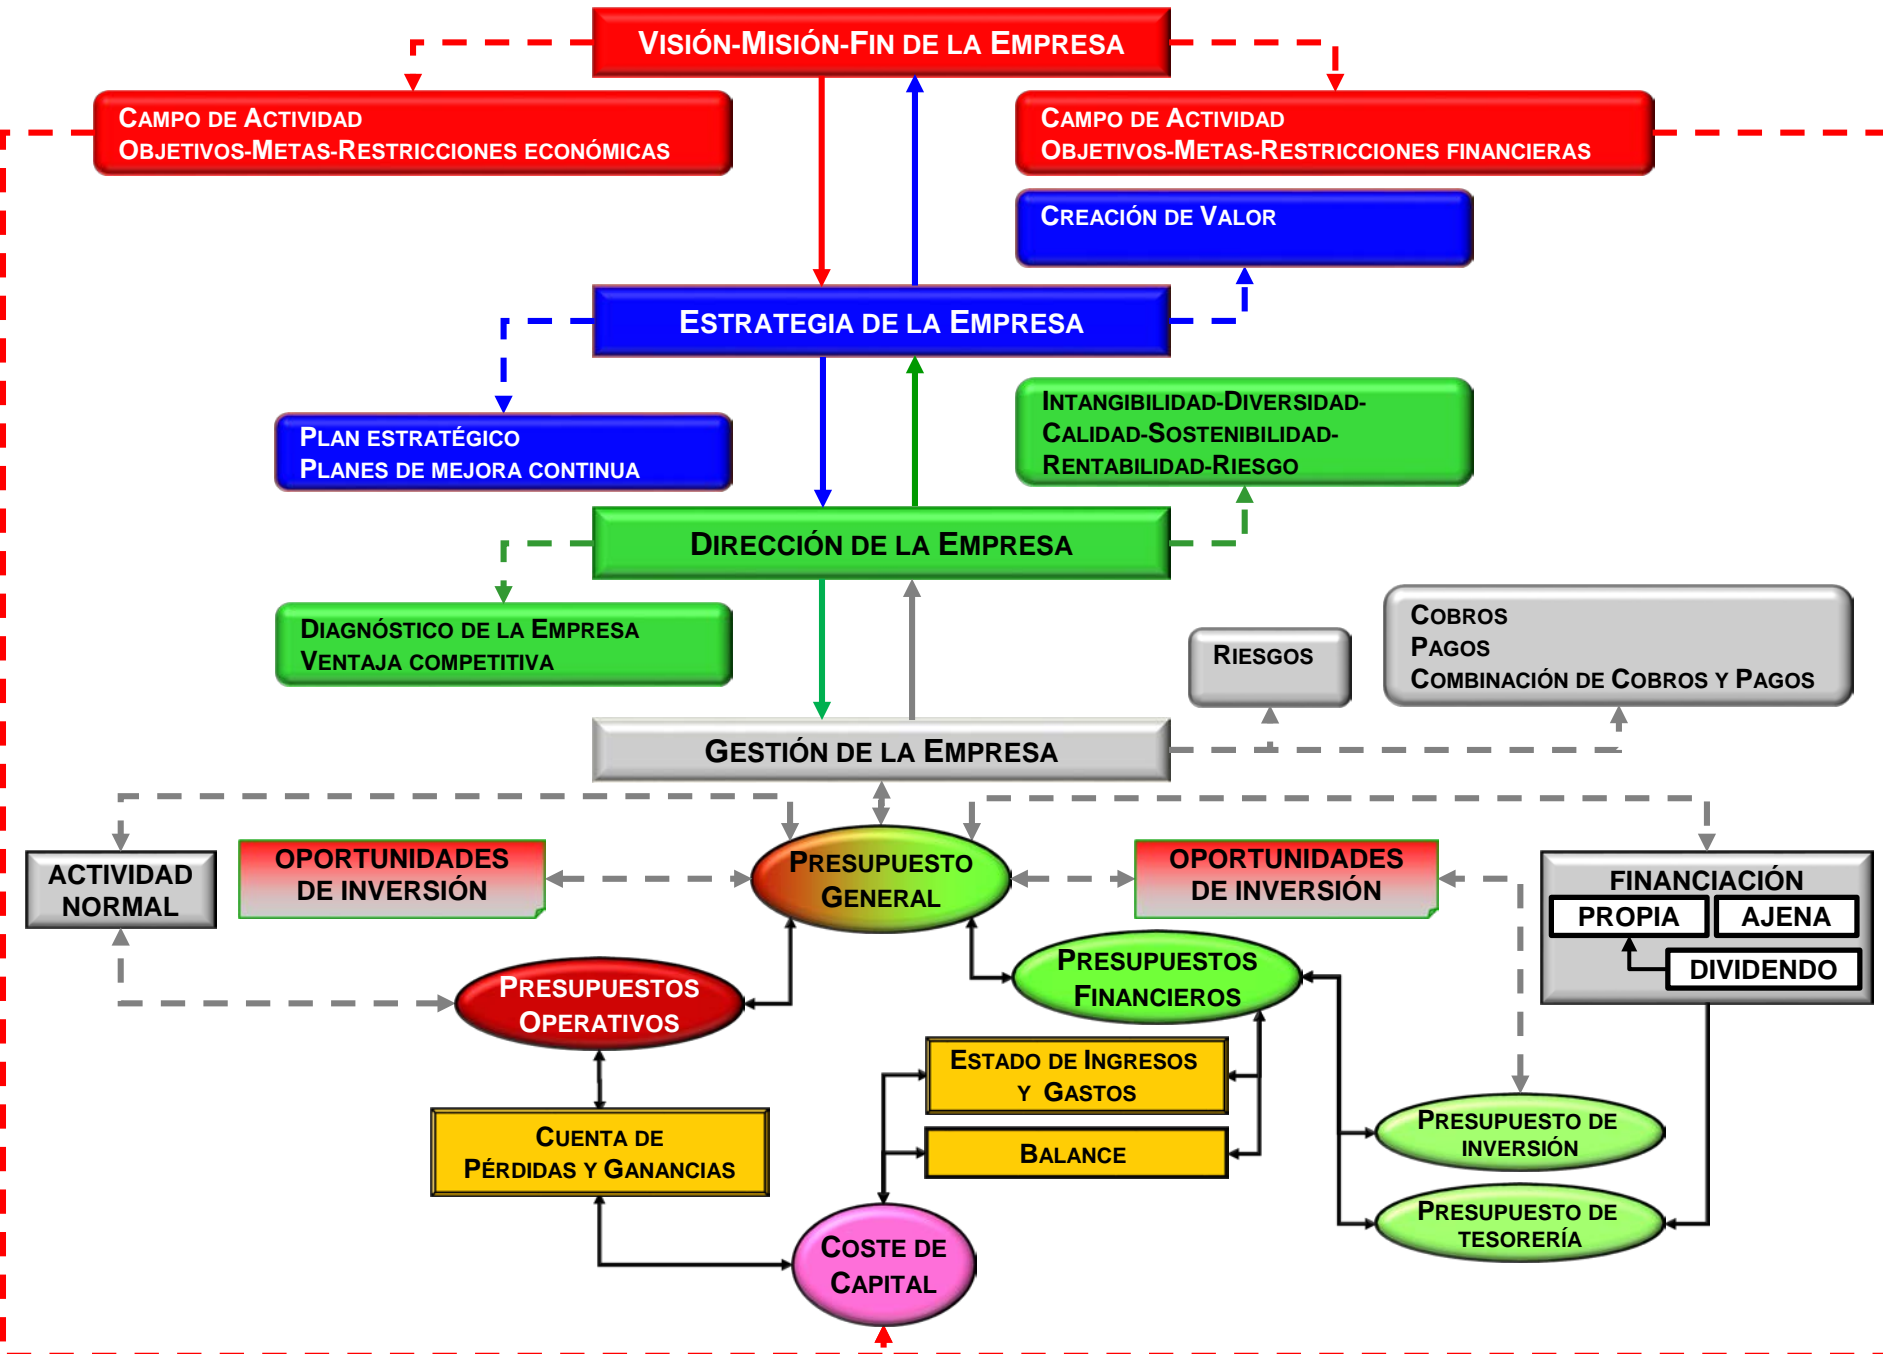 VISIÓN-MISIÓN-FIN DE LA EMPRESA
CAMPO DE ACTIVIDAD
OBJETIVOS-METAS-RESTRICCIONES ECONÓMICAS
CAMPO DE ACTIVIDAD
OBJETIVOS-METAS-RESTRICCIONES FINANCIERAS
CREACIÓN DE VALOR
ESTRATEGIA DE LA EMPRESA
PLAN ESTRATÉGICO
PLANES DE MEJORA CONTINUA
INTANGIBILIDAD-DIVERSIDAD-
CALIDAD-SOSTENIBILIDAD-
RENTABILIDAD-RIESGO
DIRECCIÓN DE LA EMPRESA
DIAGNÓSTICO DE LA EMPRESA
VENTAJA COMPETITIVA
RIESGOS
COBROS
PAGOS
COMBINACIÓN DE COBROS Y PAGOS
GESTIÓN DE LA EMPRESA
ACTIVIDAD
NORMAL
OPORTUNIDADES
DE INVERSIÓN
PRESUPUESTO
GENERAL
OPORTUNIDADES
DE INVERSIÓN
FINANCIACIÓN
PROPIA
AJENA
DIVIDENDO
PRESUPUESTOS
OPERATIVOS
PRESUPUESTOS
FINANCIEROS
ESTADO DE INGRESOS
Y GASTOS
BALANCE
CUENTA DE
PÉRDIDAS Y GANANCIAS
PRESUPUESTO DE
INVERSIÓN
PRESUPUESTO DE
TESORERÍA
COSTE DE
CAPITAL